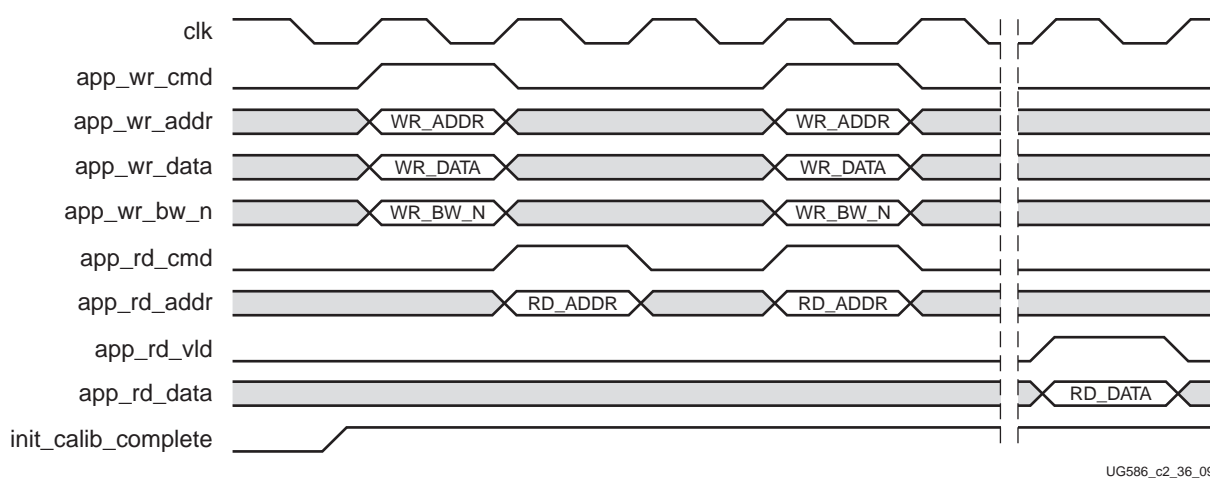 clk
app_wr_cmd
app_wr_addr WR_ADDR WR_ADDR
app_wr_data WR_DATA WR_DATA
app_wr_bw_n WR_BW_N WR_BW_N
app_rd_cmd
app_rd_addr RD_ADDR RD_ADDR
app_rd_vld
app_rd_data RD_DATA
init_calib_complete
UG586_c2_36_09